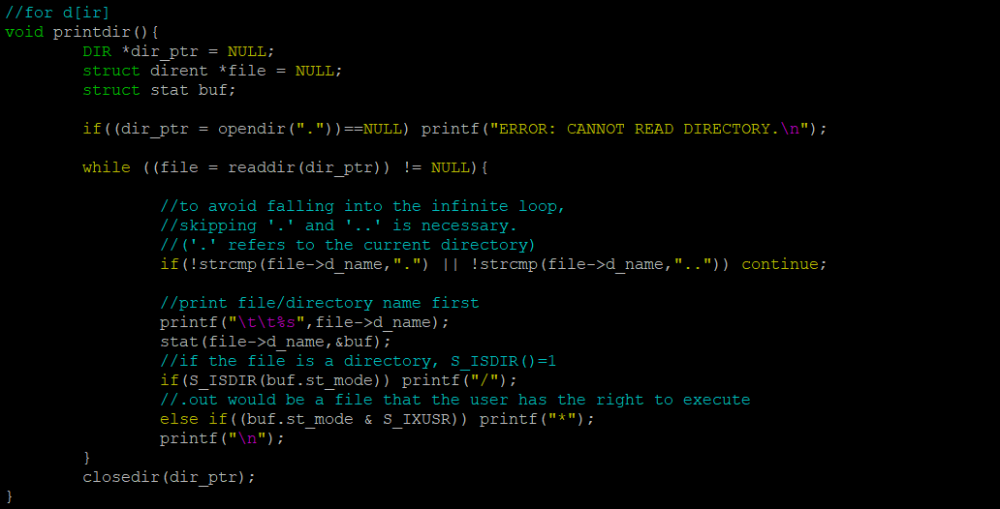 //for d[ir]
void printdir(){
        DIR *dir_ptr = NULL;
        struct dirent *file = NULL;
        struct stat buf;

        if((dir_ptr = opendir("."))==NULL) printf("ERROR: CANNOT READ DIRECTORY.\n");

        while ((file = readdir(dir_ptr)) != NULL){

                //to avoid falling into the infinite loop,
                //skipping '.' and '..' is necessary.
                //('.' refers to the current directory)
                if(!strcmp(file->d_name,".") || !strcmp(file->d_name,"..")) continue;

                //print file/directory name first
                printf("\t\t%s",file->d_name);
                stat(file->d_name,&buf);
                //if the file is a directory, S_ISDIR()=1
                if(S_ISDIR(buf.st_mode)) printf("/");
                //.out would be a file that the user has the right to execute
                else if((buf.st_mode & S_IXUSR)) printf("*");
                printf("\n");
        }
        closedir(dir_ptr);
}